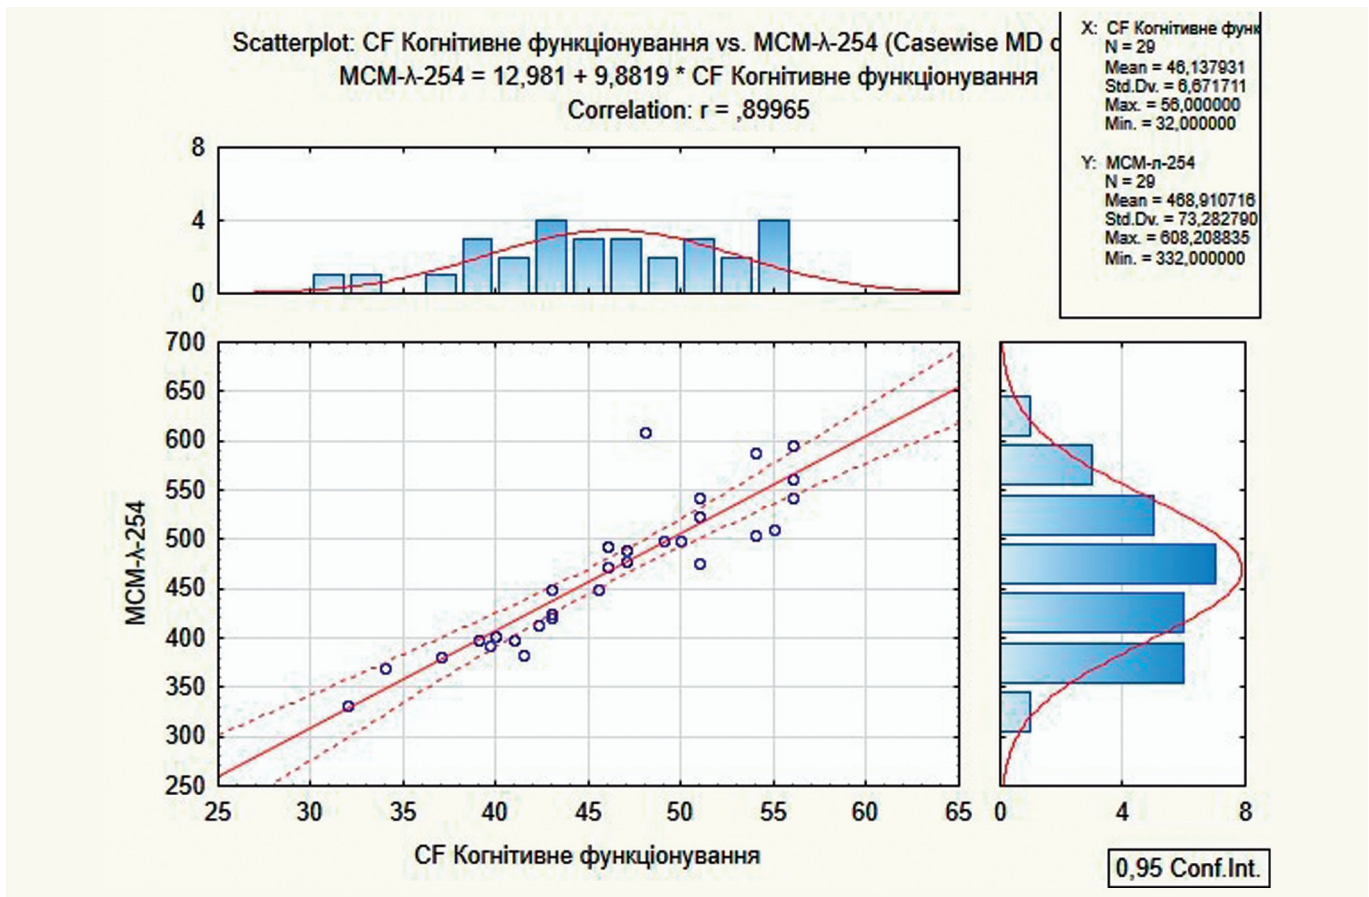 Scatterplot: CF Когнітивне функціонування vs. МСМ-λ-254 (Casewise MD
МСМ-λ-254 = 12,981 + 9,8819 * CF Когнітивне функціонування
Correlation: r = ,89965
X: CF Когнітивне функ
N = 29
Mean = 46,137931
Std.Dv. = 6,671711
Max. = 56,000000
Min. = 32,000000
Y: МСМ-л-254
N = 29
Mean = 468,910716
Std.Dv. = 73,282790
Max. = 608,208835
Min. = 332,000000
8
4
0
700
650
600
550
500
450
400
350
300
250
МСМ-λ-254
25 30 35 40 45 50 55 60 65
0 4 8
CF Когнітивне функціонування
0,95 Conf.Int.